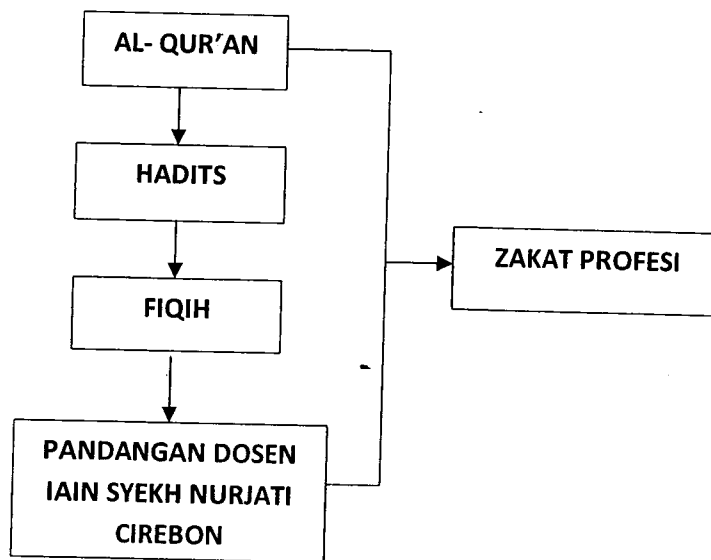 AL- QUR'AN
HADITS
FIQIH
PANDANGAN DOSEN
IAIN SYEKH NURJATI
CIREBON
ZAKAT PROFESI